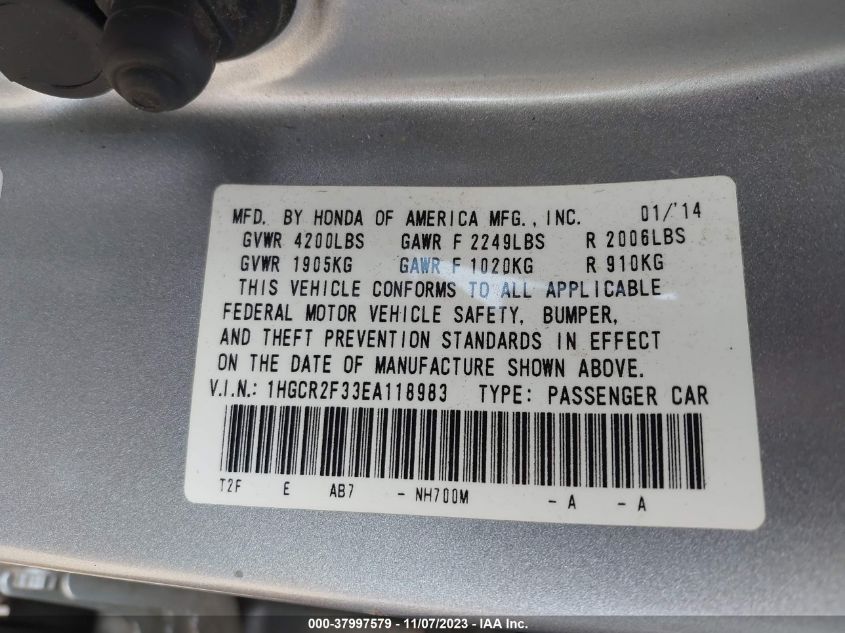 MFD. BY HONDA OF AMERICA MFG., INC. 01/'14
GVWR 4200LBS GAWR F 2249LBS R 2006LBS
GVWR 1905KG GAWR F 1020KG R 910KG
THIS VEHICLE CONFORMS TO ALL APPLICABLE
FEDERAL MOTOR VEHICLE SAFETY, BUMPER,
AND THEFT PREVENTION STANDARDS IN EFFECT
ON THE DATE OF MANUFACTURE SHOWN ABOVE.
V.I.N.: 1HGCR2F33EA118983 TYPE: PASSENGER CAR
T2F E AB7 - NH700M - A - A
000-37997579 - 11/07/2023 - IAA Inc.